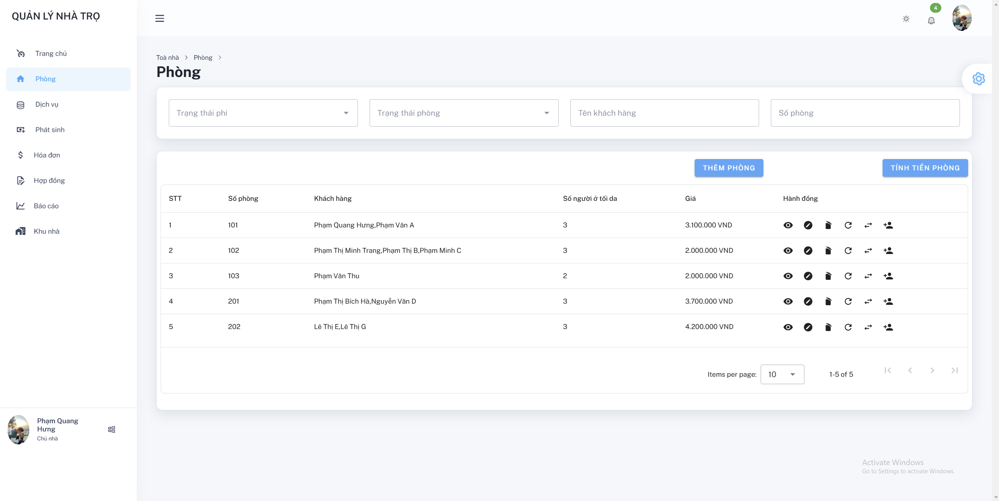 QUẢN LÝ NHÀ TRỌ
4
Trang chủ
Phòng
Dịch vụ
Phát sinh
Hóa đơn
Hợp đồng
Báo cáo
Khu nhà
Phạm Quang
Hưng
Chủ nhà
Toà nhà > Phòng >
Phòng
Trạng thái phí
Trạng thái phòng
Tên khách hàng
Số phòng
THÊM PHÒNG
TÍNH TIỀN PHÒNG
STT Số phòng Khách hàng Số người ở tối da Giá Hành đồng
1 101 Phạm Quang Hưng,Phạm Văn A 3 3.100.000 VND
2 102 Phạm Thị Minh Trang,Phạm Thị B,Phạm Minh C 3 2.000.000 VND
3 103 Phạm Văn Thu 2 2.000.000 VND
4 201 Phạm Thị Bích Hà,Nguyễn Văn D 3 3.700.000 VND
5 202 Lê Thị E,Lê Thị G 3 4.200.000 VND
Items per page: 10 1-5 of 5
Activate Windows
Go to Settings to activate Windows.